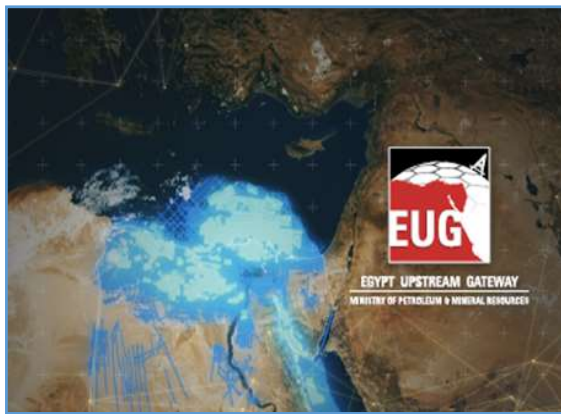 EUG
EGYPT UPSTREAM GATEWAY
MINISTRY OF PETROLEUM & MINERAL RESOURCES